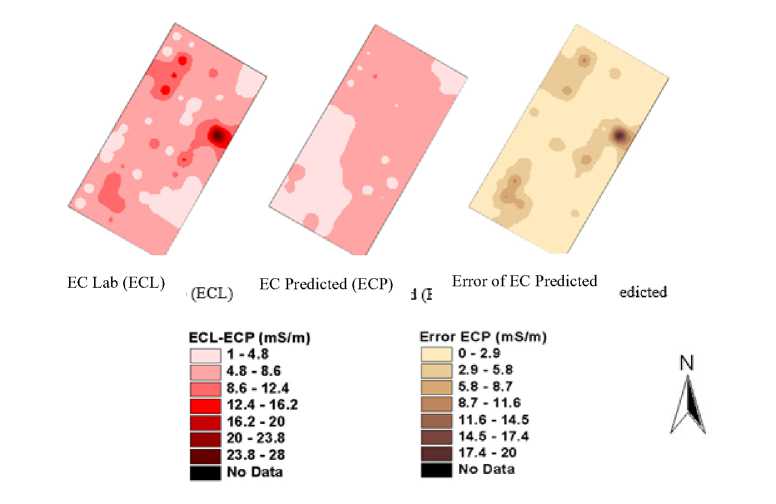 EC Lab (ECL)
(ECL)
EC Predicted (ECP)
Error of EC Predicted
edicted
ECL-ECP (mS/m)
1 - 4.8
4.8 - 8.6
8.6 - 12.4
12.4 - 16.2
16.2 - 20
20 - 23.8
23.8 - 28
No Data
Error ECP (mS/m)
0 - 2.9
2.9 - 5.8
5.8 - 8.7
8.7 - 11.6
11.6 - 14.5
14.5 - 17.4
17.4 - 20
No Data
N